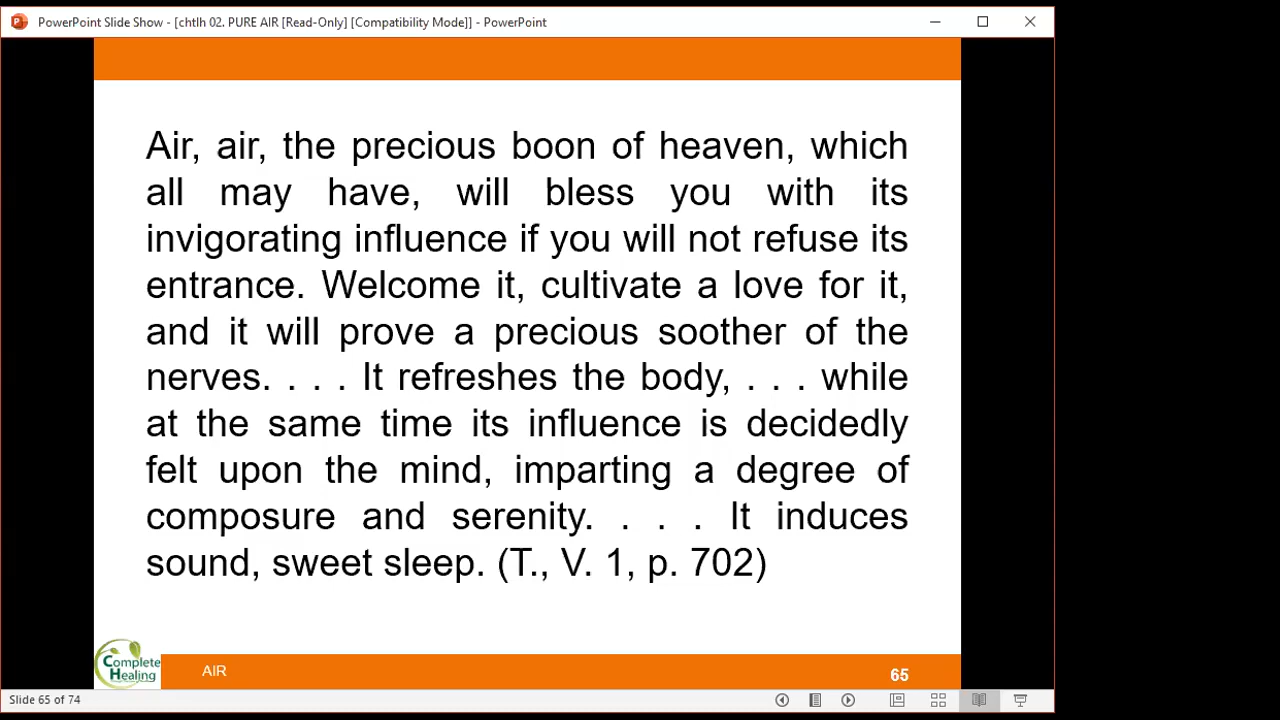 PowerPoint Slide Show - [chtlh 02. PURE AIR [Read-Only] [Compatibility Mode]] - PowerPoint
Air, air, the precious boon of heaven, which
all may have, will bless you with its
invigorating influence if you will not refuse its
entrance. Welcome it, cultivate a love for it,
and it will prove a precious soother of the
nerves. . . . It refreshes the body, . . . while
at the same time its influence is decidedly
felt upon the mind, imparting a degree of
composure and serenity. . . . It induces
sound, sweet sleep. (T., V. 1, p. 702)
Complete
Healing
AIR
65
Slide 65 of 74